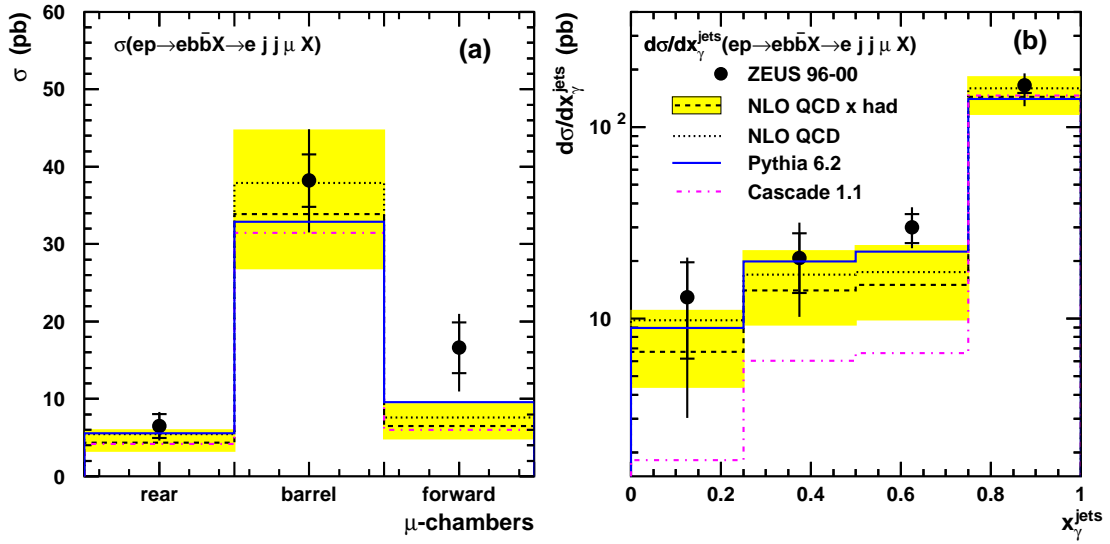 σ (pb)
60
50
40
30
20
10
0
σ(ep→ebb̄X→e j j μ X)
(a)
rear barrel forward
μ-chambers
dσ/dx_γ^jets (pb)
10^2
10
dσ/dx_γ^jets(ep→ebb̄X→e j j μ X)
(b)
ZEUS 96-00
NLO QCD x had
NLO QCD
Pythia 6.2
Cascade 1.1
0 0.2 0.4 0.6 0.8 1
x_γ^jets